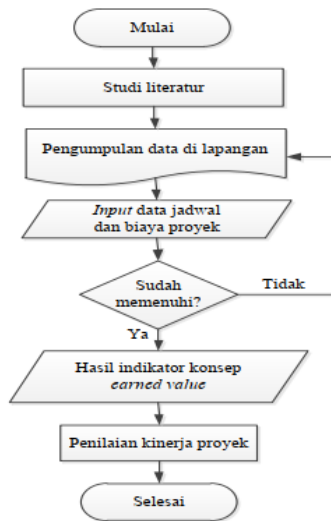 Mulai
Studi literatur
Pengumpulan data di lapangan
Input data jadwal
dan biaya proyek
Sudah
memenuhi?
Tidak
Ya
Hasil indikator konsep
earned value
Penilaian kinerja proyek
Selesai